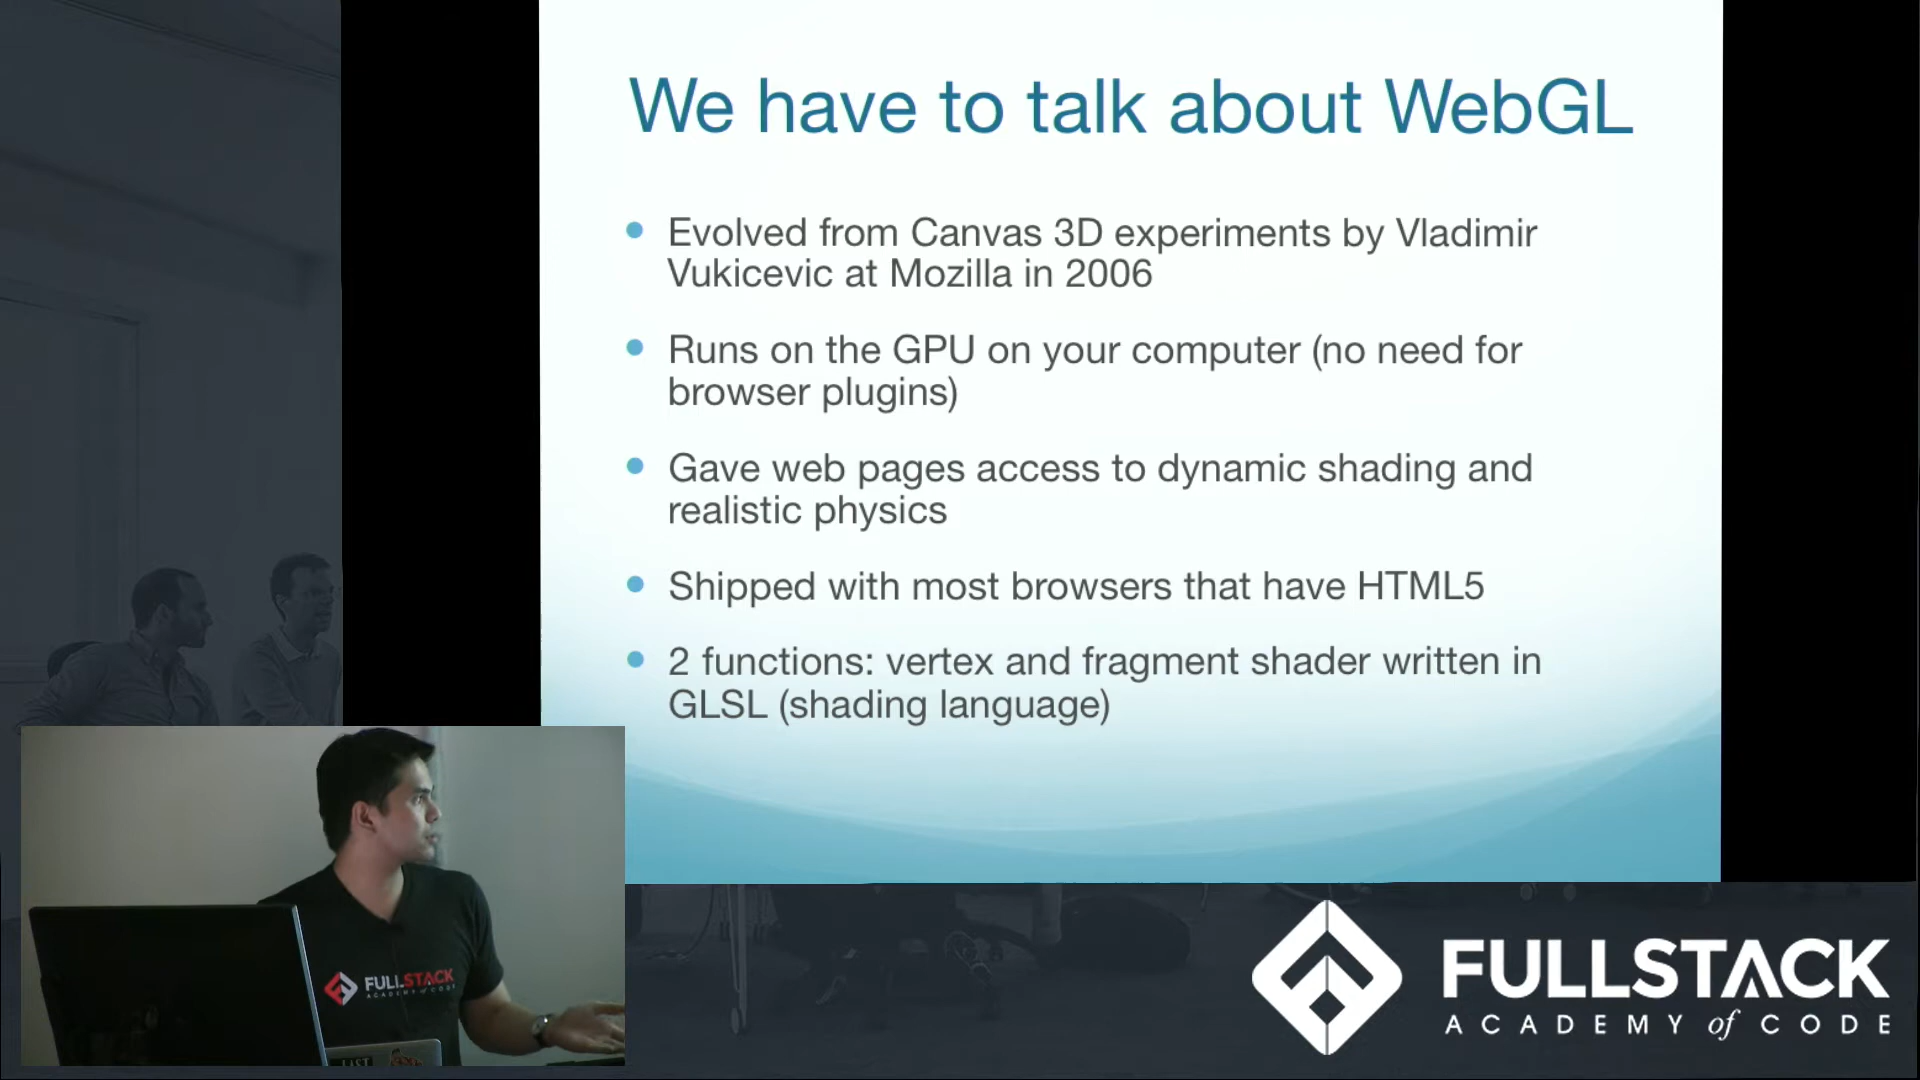 We have to talk about WebGL
• Evolved from Canvas 3D experiments by Vladimir
Vukicevic at Mozilla in 2006
• Runs on the GPU on your computer (no need for
browser plugins)
• Gave web pages access to dynamic shading and
realistic physics
• Shipped with most browsers that have HTML5
• 2 functions: vertex and fragment shader written in
GLSL (shading language)
FULLSTACK
ACADEMY of CODE
FULLSTACK
ACADEMY of CODE